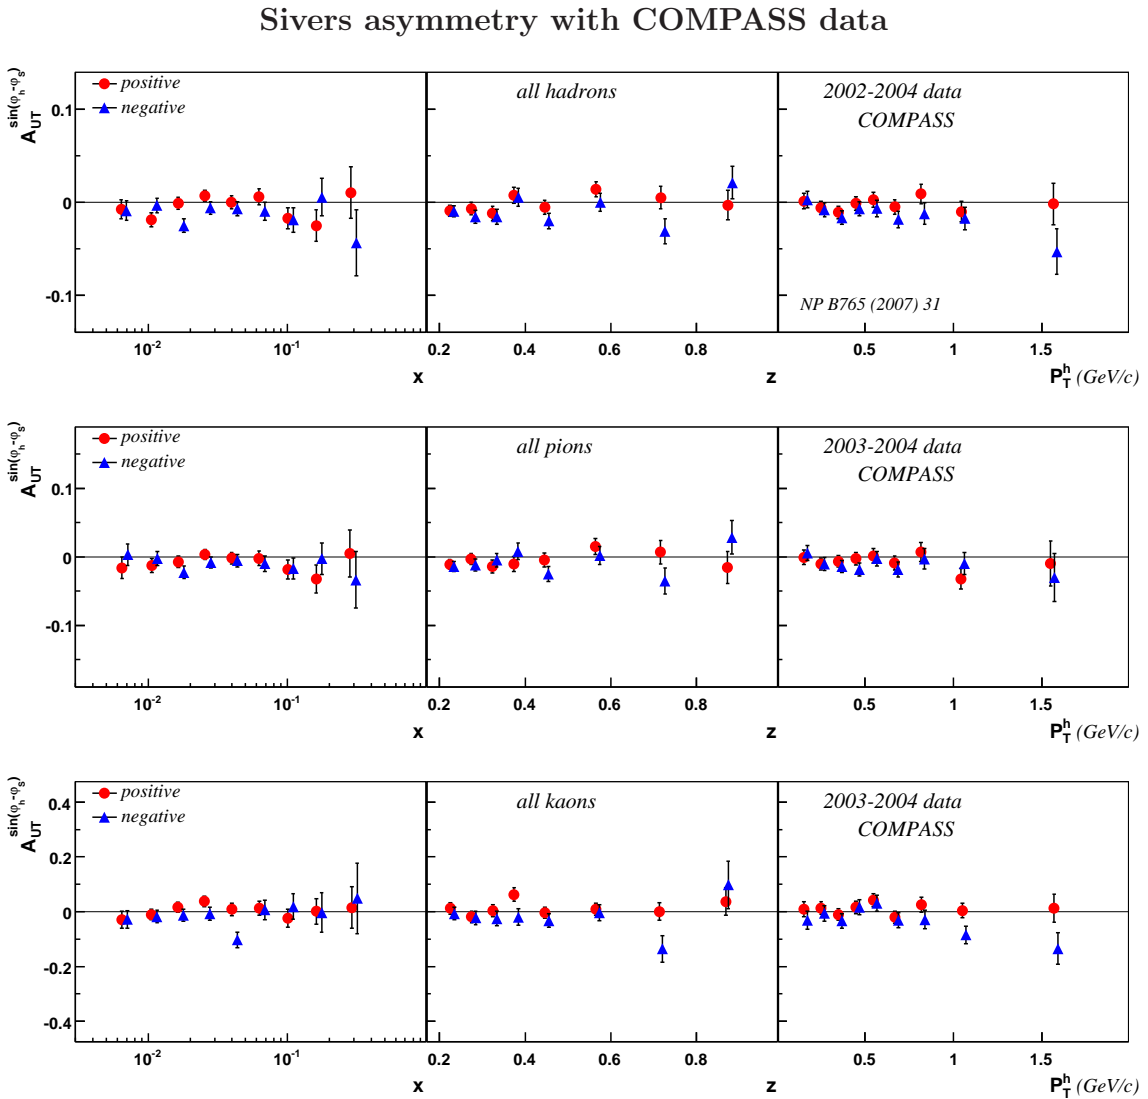 Sivers asymmetry with COMPASS data
A_UT^sin(φ_h-φ_S)
positive
negative
all hadrons
2002-2004 data
COMPASS
NP B765 (2007) 31
0.1
0
-0.1
10^-2
10^-1
x
0.2
0.4
0.6
0.8
z
0.5
1
1.5
P_T^h (GeV/c)
A_UT^sin(φ_h-φ_S)
positive
negative
all pions
2003-2004 data
COMPASS
0.1
0
-0.1
10^-2
10^-1
x
0.2
0.4
0.6
0.8
z
0.5
1
1.5
P_T^h (GeV/c)
A_UT^sin(φ_h-φ_S)
positive
negative
all kaons
2003-2004 data
COMPASS
0.4
0.2
0
-0.2
-0.4
10^-2
10^-1
x
0.2
0.4
0.6
0.8
z
0.5
1
1.5
P_T^h (GeV/c)